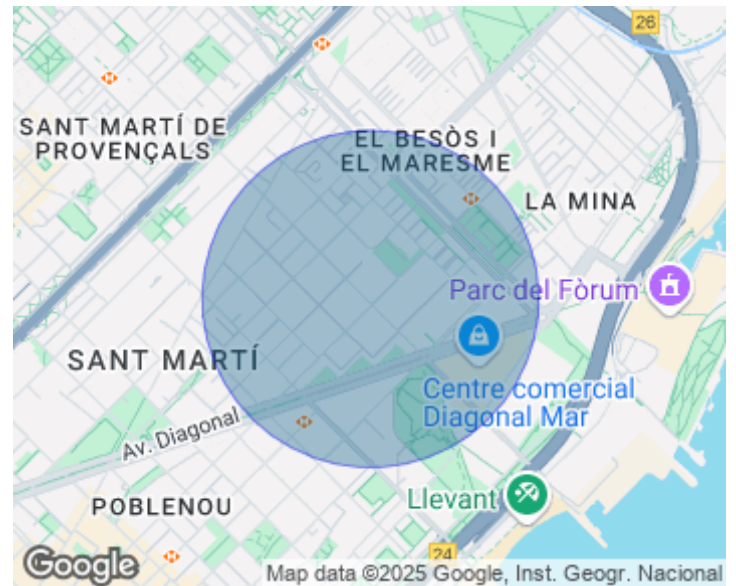 26
SANT MARTÍ DE
PROVENÇALS
EL BESÒS I
EL MARESME
LA MINA
Parc del Fòrum
SANT MARTÍ
Centre comercial
Diagonal Mar
Av. Diagonal
Llevant
POBLENOU
24
Google
Map data ©2025 Google, Inst. Geogr. Nacional